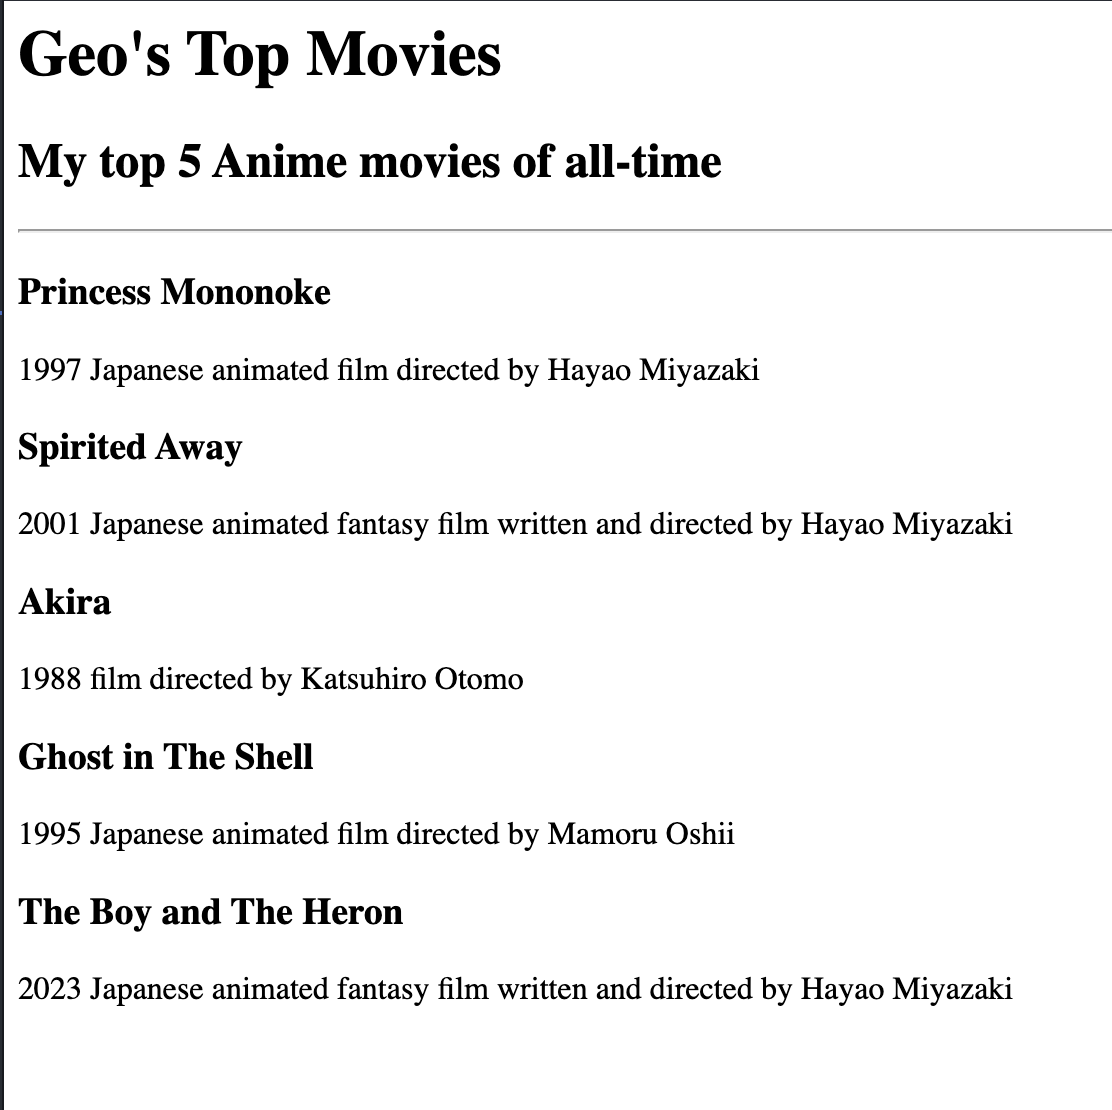 Geo's Top Movies
My top 5 Anime movies of all-time
Princess Mononoke
1997 Japanese animated film directed by Hayao Miyazaki
Spirited Away
2001 Japanese animated fantasy film written and directed by Hayao Miyazaki
Akira
1988 film directed by Katsuhiro Otomo
Ghost in The Shell
1995 Japanese animated film directed by Mamoru Oshii
The Boy and The Heron
2023 Japanese animated fantasy film written and directed by Hayao Miyazaki